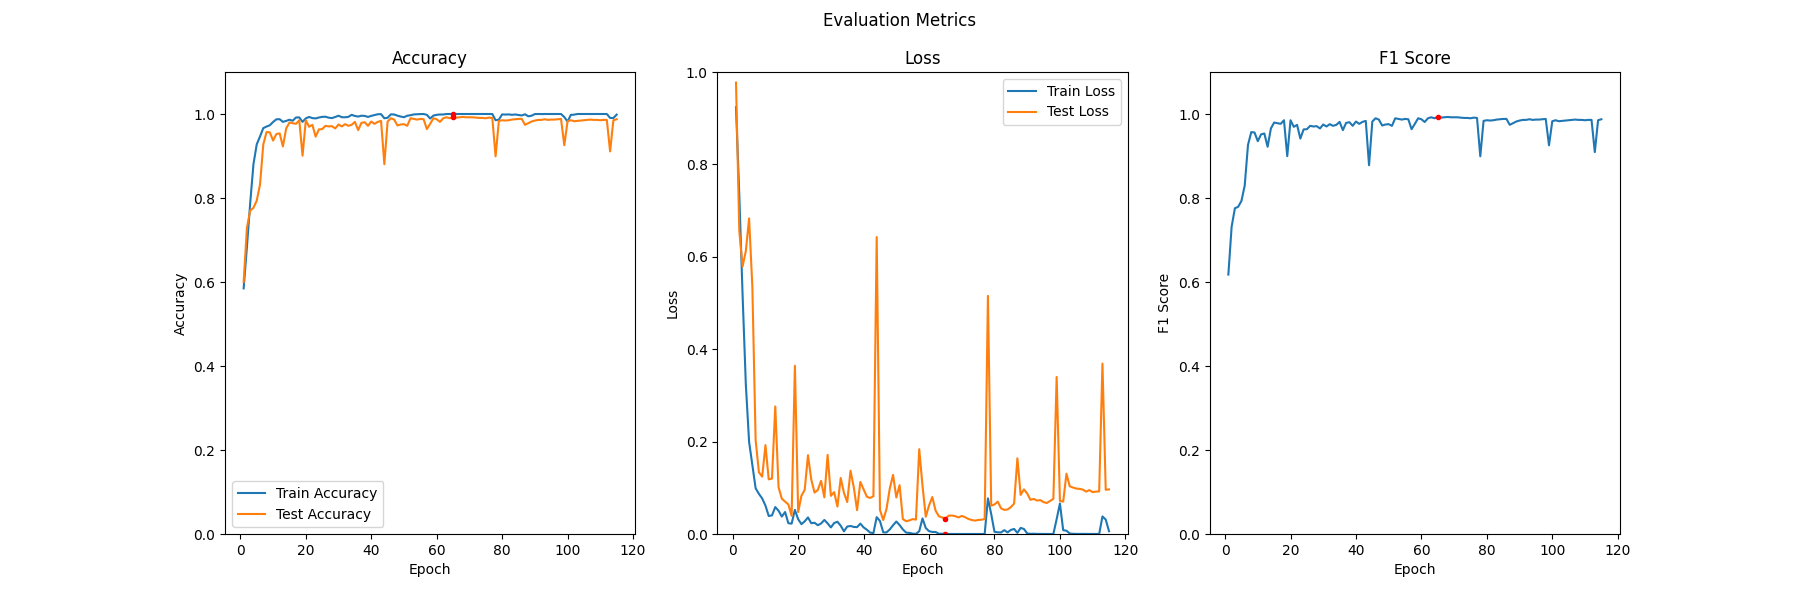 Evaluation Metrics
Accuracy
Accuracy
1.0
0.8
0.6
0.4
0.2
0.0
Train Accuracy
Test Accuracy
0 20 40 60 80 100 120
Epoch
Loss
Loss
1.0
0.8
0.6
0.4
0.2
0.0
Train Loss
Test Loss
0 20 40 60 80 100 120
Epoch
F1 Score
F1 Score
1.0
0.8
0.6
0.4
0.2
0.0
0 20 40 60 80 100 120
Epoch